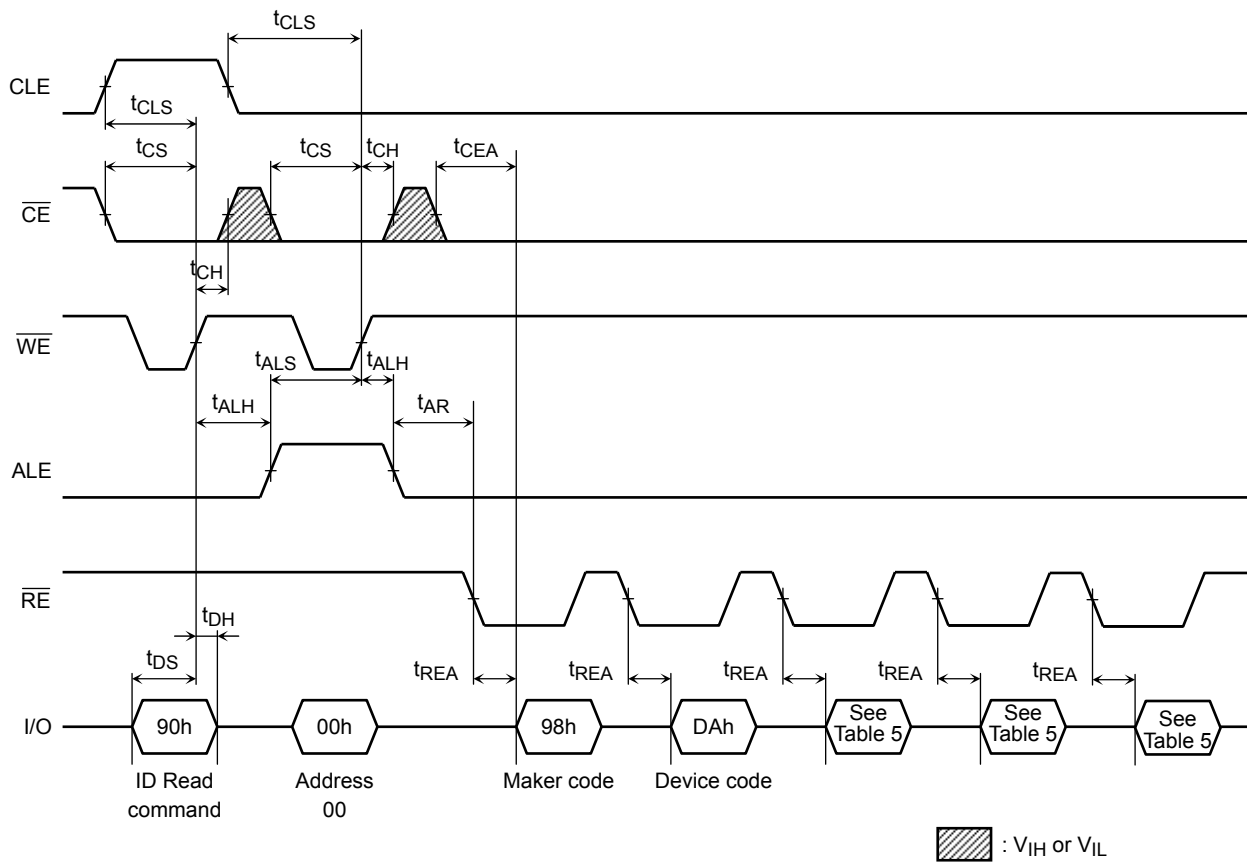 tCLS
CLE
tCLS
tCS
tCS
tCH
tCEA
CE
tCH
WE
tALS
tALH
tALH
tAR
ALE
RE
tDH
tDS
tREA
tREA
tREA
tREA
tREA
I/O
90h
00h
98h
DAh
See
Table 5
See
Table 5
See
Table 5
ID Read
command
Address
00
Maker code
Device code
: VIH or VIL